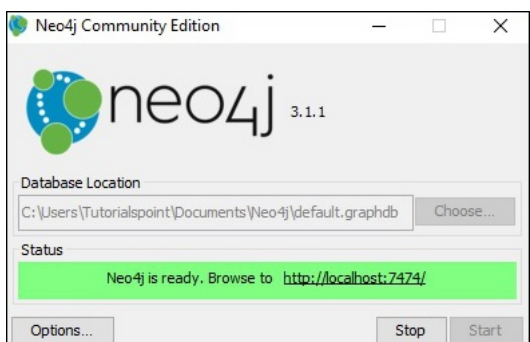 Neo4j Community Edition
neo4j 3.1.1
Database Location
C:\Users\Tutorialspoint\Documents\Neo4j\default.graphdb Choose...
Status
Neo4j is ready. Browse to http://localhost:7474/
Options... Stop Start